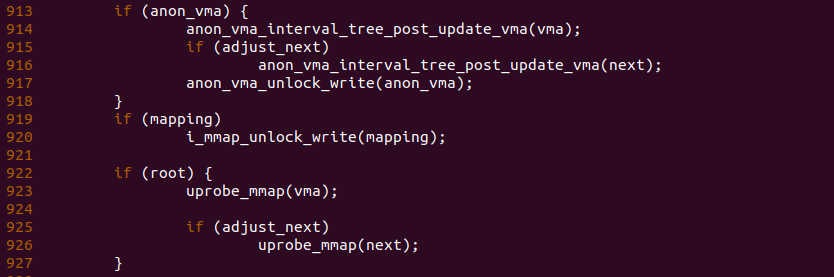 913         if (anon_vma) {
914                 anon_vma_interval_tree_post_update_vma(vma);
915                 if (adjust_next)
916                         anon_vma_interval_tree_post_update_vma(next);
917                 anon_vma_unlock_write(anon_vma);
918         }
919         if (mapping)
920                 i_mmap_unlock_write(mapping);
921
922         if (root) {
923                 uprobe_mmap(vma);
924
925                 if (adjust_next)
926                         uprobe_mmap(next);
927         }